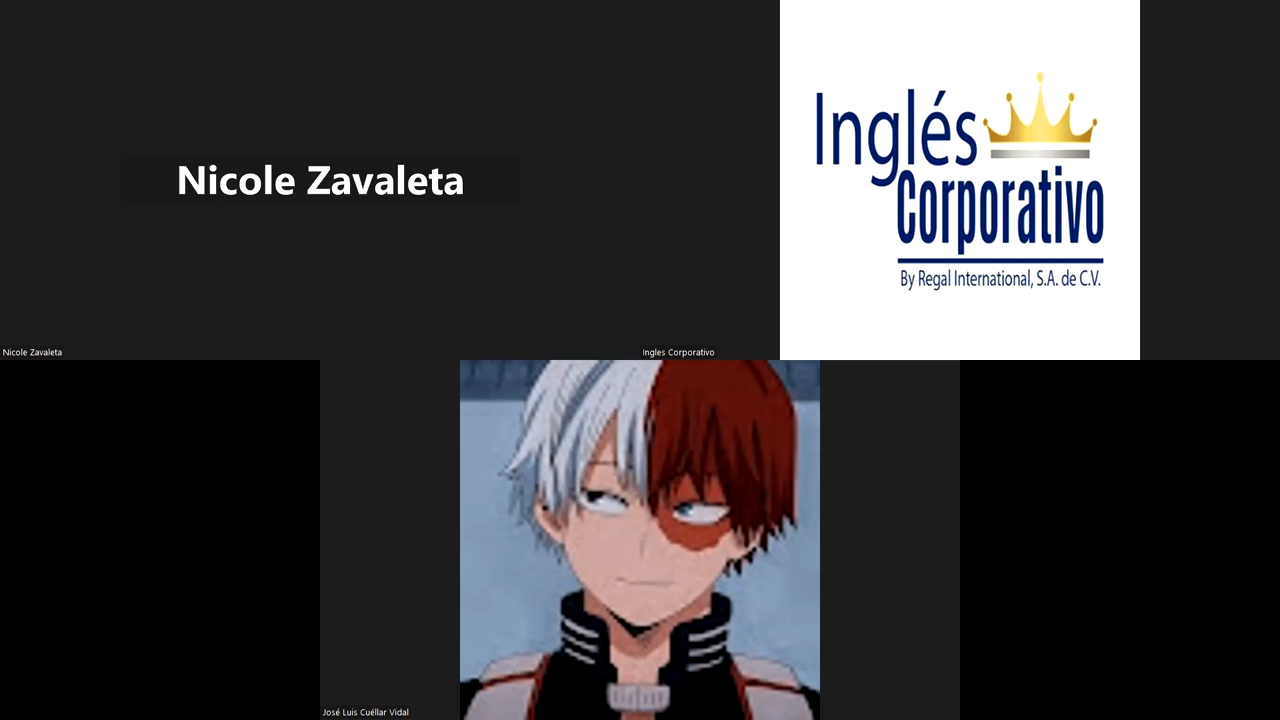 Nicole Zavaleta
Inglés
Corporativo
By Regal International, S.A. de C.V.
Nicole Zavaleta
Ingles Corporativo
José Luis Cuéllar Vidal